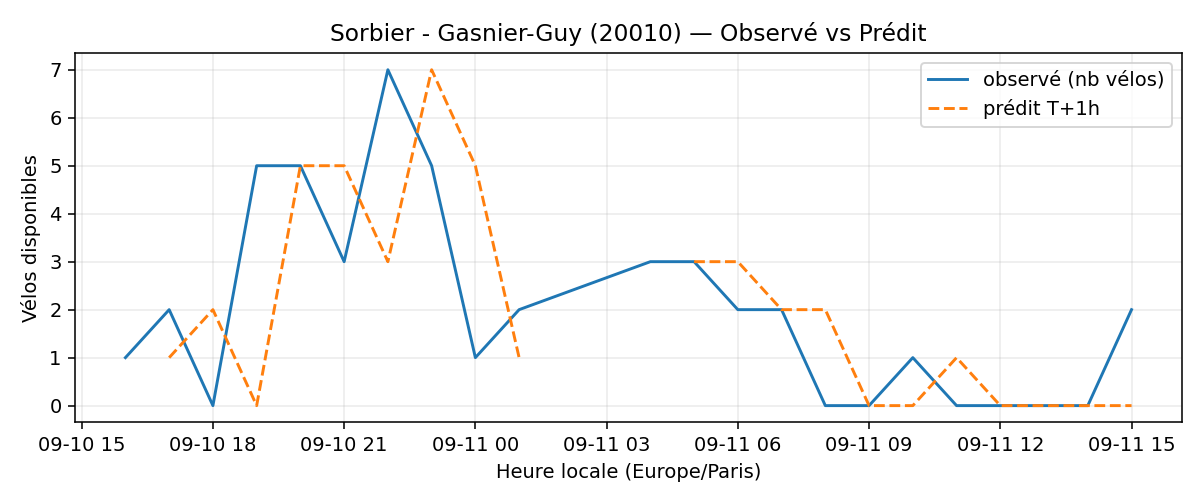 Sorbier - Gasnier-Guy (20010) — Observé vs Prédit
observé (nb vélos)
prédit T+1h
Vélos disponibles
7
6
5
4
3
2
1
0
09-10 15 09-10 18 09-10 21 09-11 00 09-11 03 09-11 06 09-11 09 09-11 12 09-11 15
Heure locale (Europe/Paris)